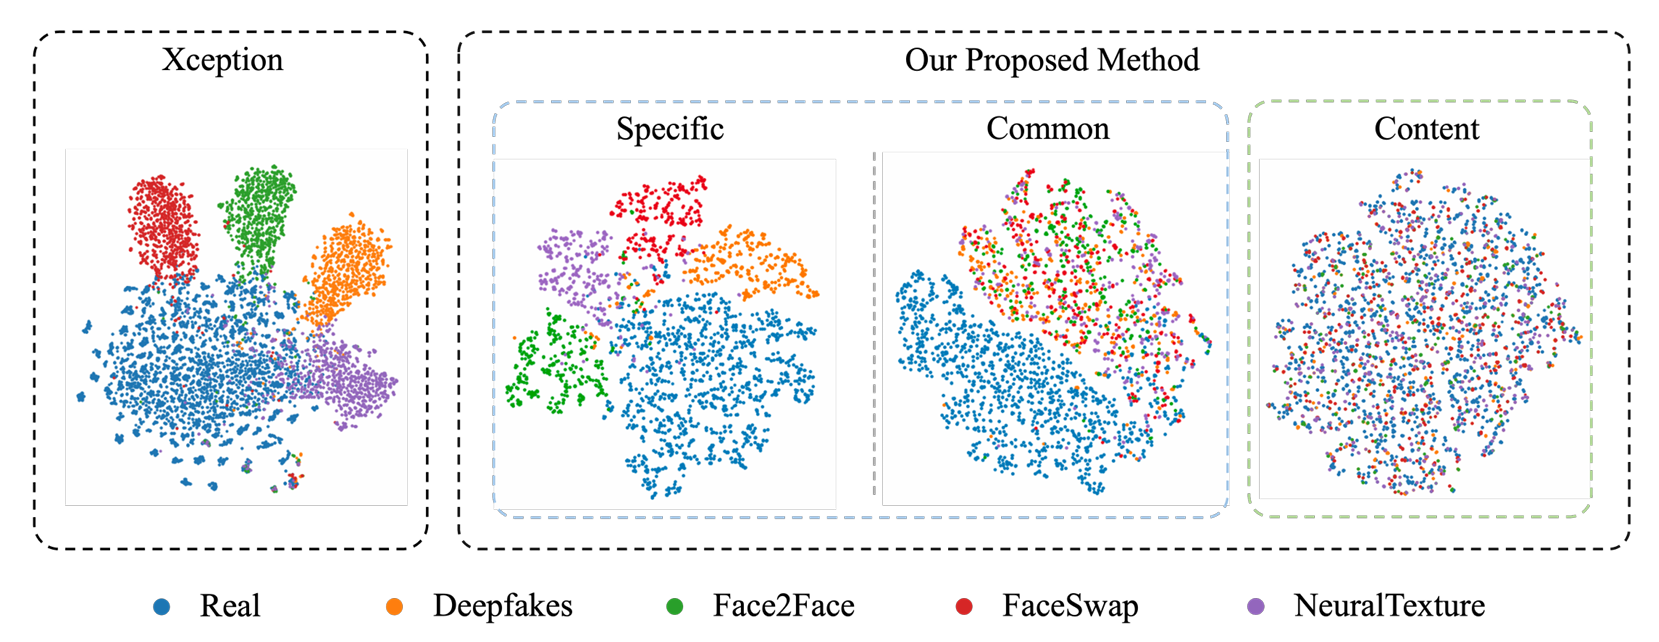 Xception
Our Proposed Method
Specific
Common
Content
Real
Deepfakes
Face2Face
FaceSwap
NeuralTexture